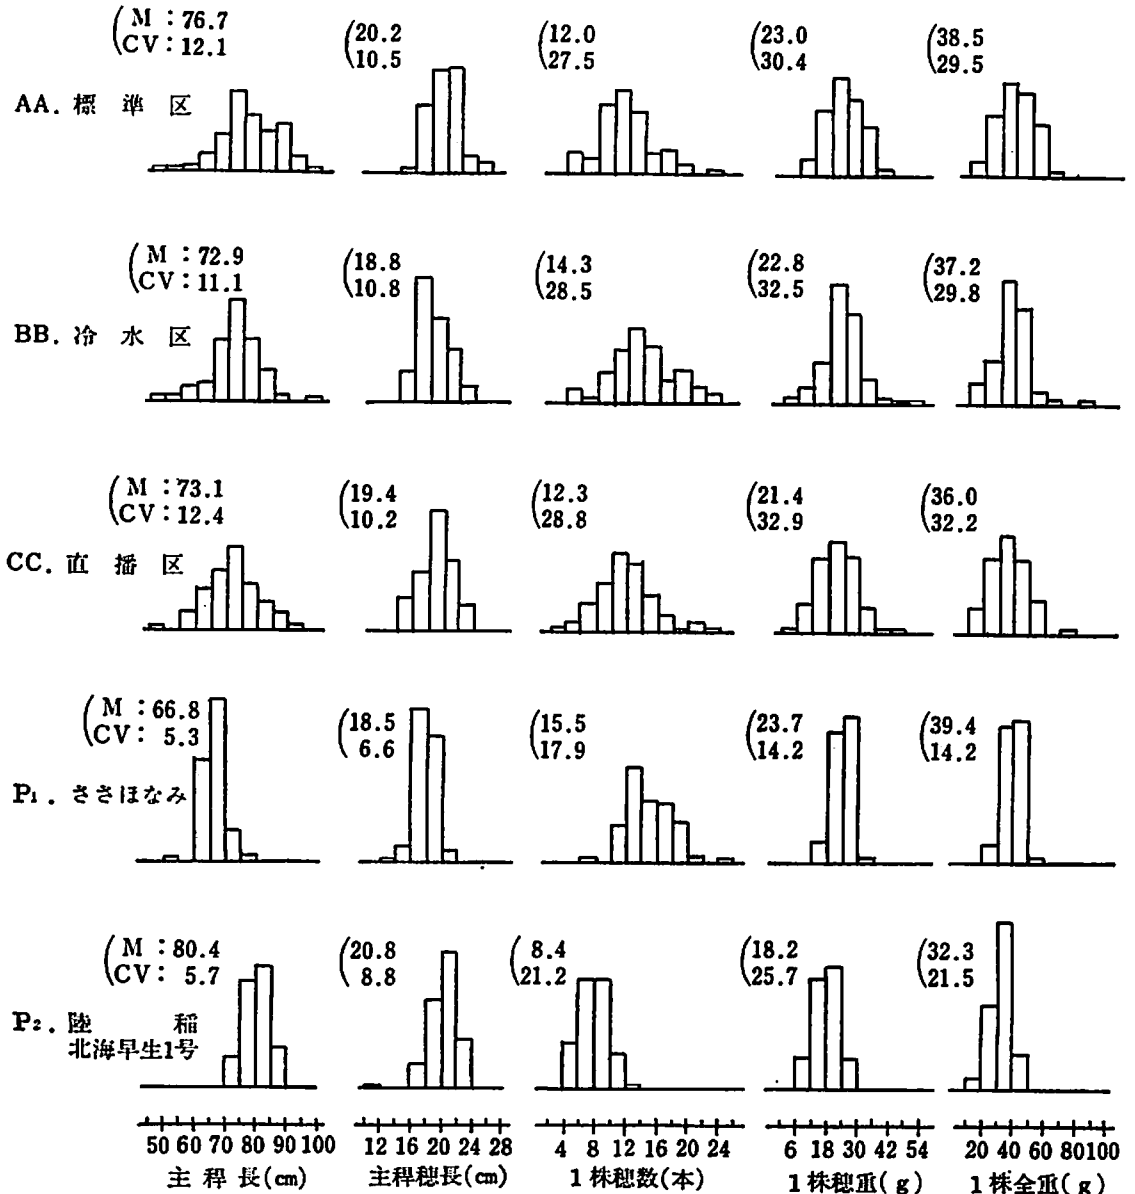 M : 76.7 20.2 12.0 23.0 38.5
CV : 12.1 10.5 27.5 30.4 29.5
AA. 標 準 区
M : 72.9 18.8 14.3 22.8 37.2
CV : 11.1 10.8 28.5 32.5 29.8
BB. 冷 水 区
M : 73.1 19.4 12.3 21.4 36.0
CV : 12.4 10.2 28.8 32.9 32.2
CC. 直 播 区
M : 66.8 18.5 15.5 23.7 39.4
CV : 5.3 6.6 17.9 14.2 14.2
P1. ささほなみ
M : 80.4 20.8 8.4 18.2 32.3
CV : 5.7 8.8 21.2 25.7 21.5
P2. 陸 稲
北海早生1号
50 60 70 80 90 100 12 16 20 24 28 4 8 12 16 20 24 6 18 30 42 54 20 40 60 80 100
主 稈 長(cm) 主稈穂長(cm) 1株穂数(本) 1株穂重(g) 1株全重(g)